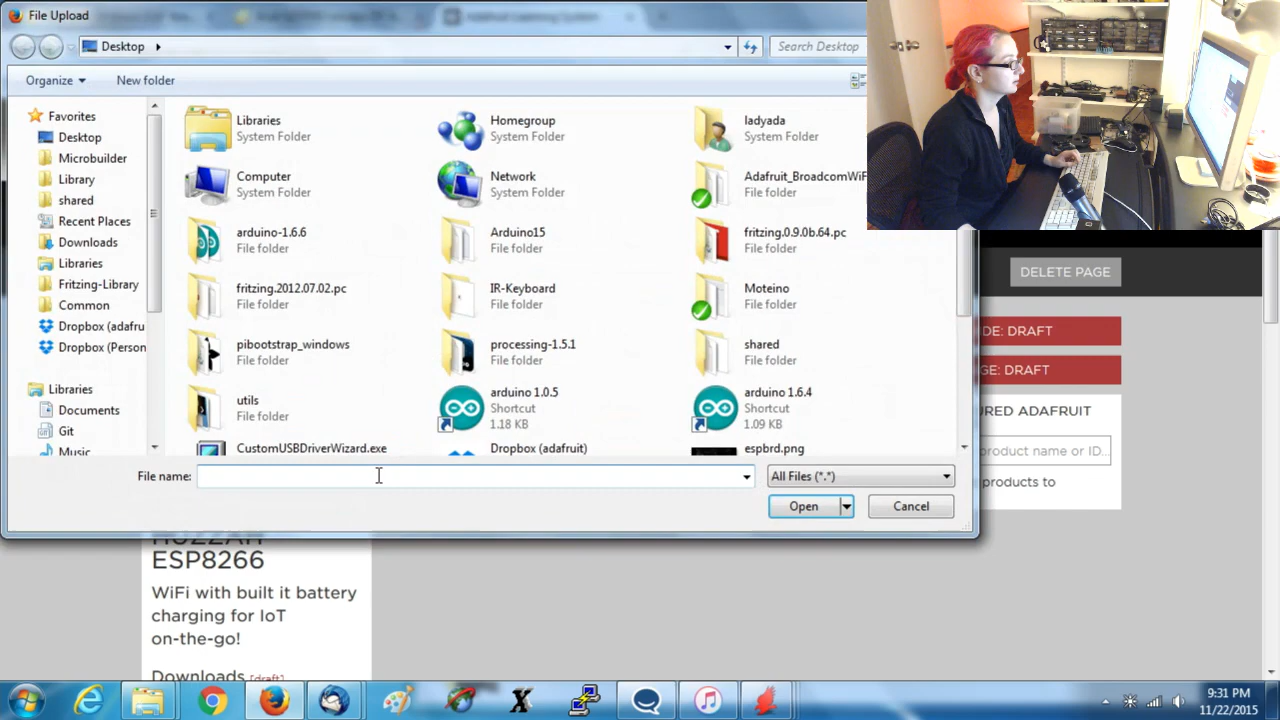 File Upload
Desktop
Search Desktop
Organize
New folder
Favorites
Desktop
Microbuilder
Library
shared
Recent Places
Downloads
Libraries
Fritzing-Library
Common
Dropbox (adafru
Dropbox (Person
Libraries
Documents
Git
Music
Libraries
System Folder
Homegroup
System Folder
ladyada
System Folder
Computer
System Folder
Network
System Folder
Adafruit_BroadcomWiF
File folder
arduino-1.6.6
File folder
Arduino15
File folder
fritzing.0.9.0b.64.pc
File folder
fritzing.2012.07.02.pc
File folder
IR-Keyboard
File folder
Moteino
File folder
pibootstrap_windows
File folder
processing-1.5.1
File folder
shared
File folder
utils
File folder
arduino 1.0.5
Shortcut
1.18 KB
arduino 1.6.4
Shortcut
1.09 KB
CustomUSBDriverWizard.exe
Dropbox (adafruit)
espbrd.png
File name:
All Files (*.*)
Open
Cancel
DELETE PAGE
DE: DRAFT
GE: DRAFT
URED ADAFRUIT
product name or ID...
products to
HUZZAH
ESP8266
WiFi with built it battery
charging for IoT
on-the-go!
Downloads [draft]
9:31 PM
11/22/2015